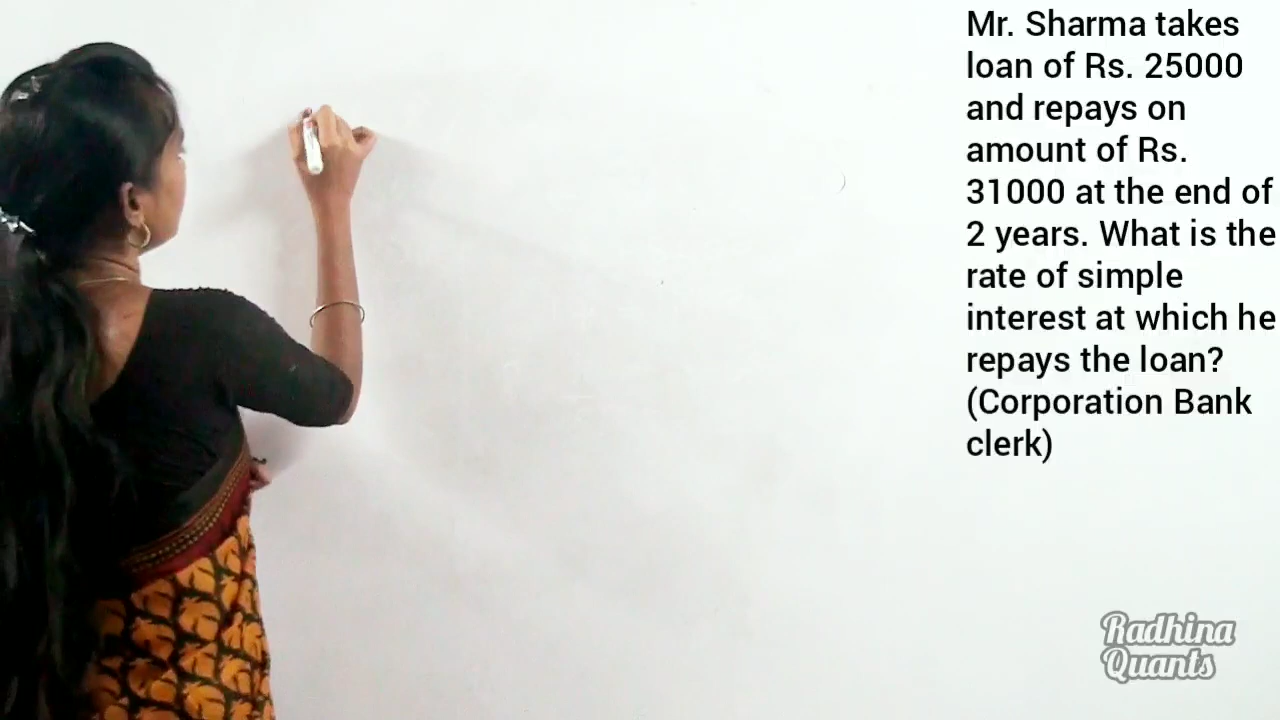 Mr. Sharma takes
loan of Rs. 25000
and repays on
amount of Rs.
31000 at the end of
2 years. What is the
rate of simple
interest at which he
repays the loan?
(Corporation Bank
clerk)
Radhina
Quants